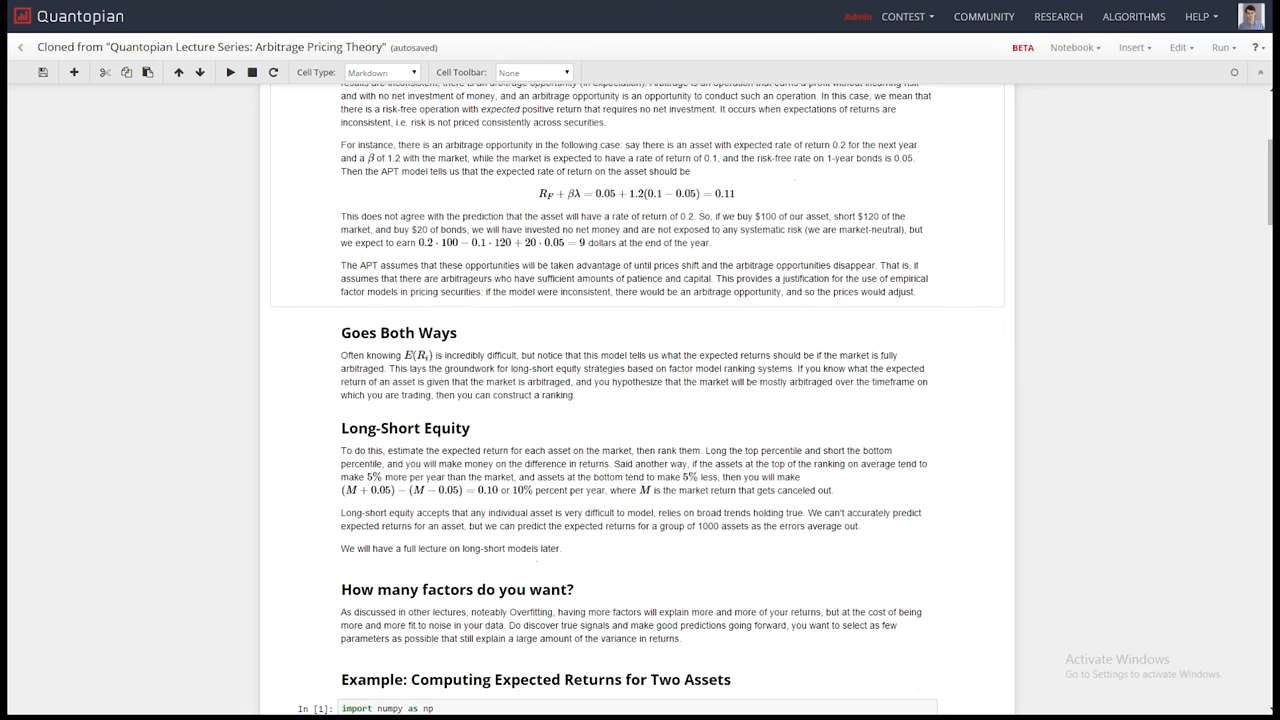 Quantopian
Admin CONTEST COMMUNITY RESEARCH ALGORITHMS HELP
Cloned from "Quantopian Lecture Series: Arbitrage Pricing Theory" (autosaved)
BETA Notebook Insert Edit Run ?
Cell Type: Markdown Cell Toolbar: None
results are inconsistent, there is an arbitrage opportunity (in expectation). Arbitrage is an operation that earns a profit without incurring risk
and with no net investment of money, and an arbitrage opportunity is an opportunity to conduct such an operation. In this case, we mean that
there is a risk-free operation with expected positive return that requires no net investment. It occurs when expectations of returns are
inconsistent, i.e. risk is not priced consistently across securities.
For instance, there is an arbitrage opportunity in the following case: say there is an asset with expected rate of return 0.2 for the next year
and a β of 1.2 with the market, while the market is expected to have a rate of return of 0.1, and the risk-free rate on 1-year bonds is 0.05.
Then the APT model tells us that the expected rate of return on the asset should be
R_F + βλ = 0.05 + 1.2(0.1 − 0.05) = 0.11
This does not agree with the prediction that the asset will have a rate of return of 0.2. So, if we buy $100 of our asset, short $120 of the
market, and buy $20 of bonds, we will have invested no net money and are not exposed to any systematic risk (we are market-neutral), but
we expect to earn 0.2 · 100 − 0.1 · 120 + 20 · 0.05 = 9 dollars at the end of the year.
The APT assumes that these opportunities will be taken advantage of until prices shift and the arbitrage opportunities disappear. That is, it
assumes that there are arbitrageurs who have sufficient amounts of patience and capital. This provides a justification for the use of empirical
factor models in pricing securities: if the model were inconsistent, there would be an arbitrage opportunity, and so the prices would adjust.
Goes Both Ways
Often knowing E(R_i) is incredibly difficult, but notice that this model tells us what the expected returns should be if the market is fully
arbitraged. This lays the groundwork for long-short equity strategies based on factor model ranking systems. If you know what the expected
return of an asset is given that the market is arbitraged, and you hypothesize that the market will be mostly arbitraged over the timeframe on
which you are trading, then you can construct a ranking.
Long-Short Equity
To do this, estimate the expected return for each asset on the market, then rank them. Long the top percentile and short the bottom
percentile, and you will make money on the difference in returns. Said another way, if the assets at the top of the ranking on average tend to
make 5% more per year than the market, and assets at the bottom tend to make 5% less, then you will make
(M + 0.05) − (M − 0.05) = 0.10 or 10% percent per year, where M is the market return that gets canceled out.
Long-short equity accepts that any individual asset is very difficult to model, relies on broad trends holding true. We can't accurately predict
expected returns for an asset, but we can predict the expected returns for a group of 1000 assets as the errors average out.
We will have a full lecture on long-short models later.
How many factors do you want?
As discussed in other lectures, noteably Overfitting, having more factors will explain more and more of your returns, but at the cost of being
more and more fit to noise in your data. Do discover true signals and make good predictions going forward, you want to select as few
parameters as possible that still explain a large amount of the variance in returns.
Activate Windows
Go to Settings to activate Windows.
Example: Computing Expected Returns for Two Assets
In [1]: import numpy as np